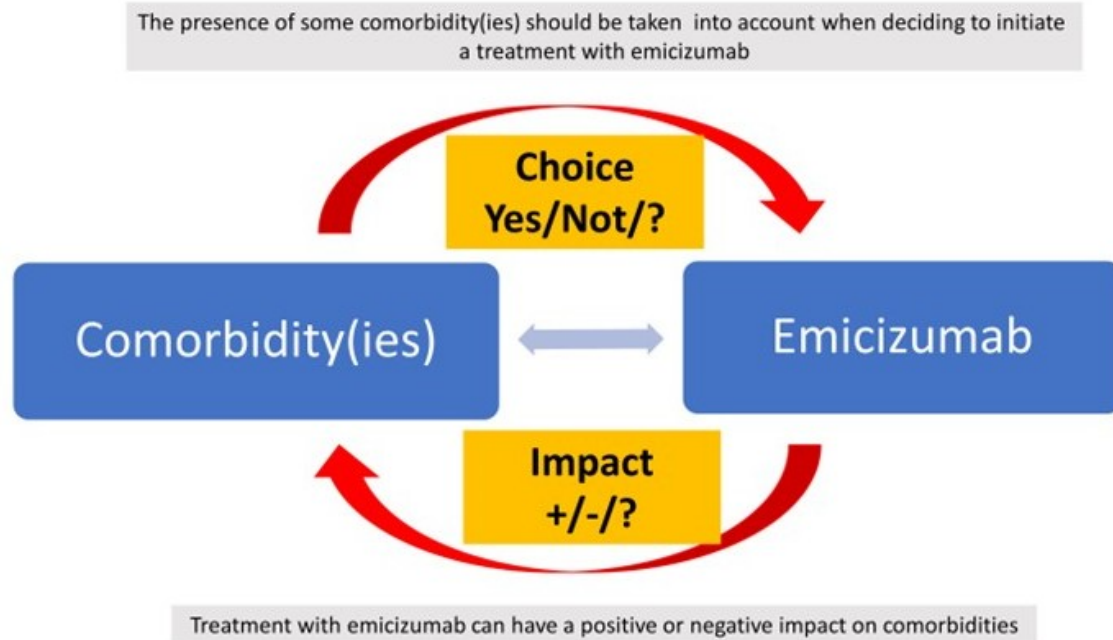 The presence of some comorbidity(ies) should be taken into account when deciding to initiate
a treatment with emicizumab
Choice
Yes/Not/?
Comorbidity(ies)
Emicizumab
Impact
+/-/?
Treatment with emicizumab can have a positive or negative impact on comorbidities